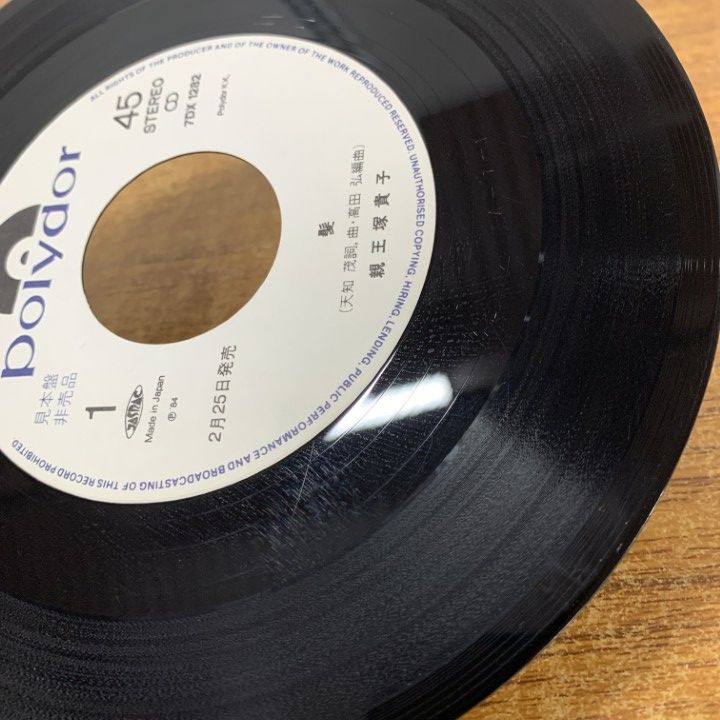 ALL RIGHTS OF THE PRODUCER AND OF THE OWNER OF THE WORK REPRODUCED RESERVED. UNAUTHORISED COPYING, HIRING, LENDING, PUBLIC PERFORMANCE AND BROADCASTING OF THIS RECORD PROHIBITED
polydor
45
STEREO
7DX 1282
Polydor K.K.
髪
(天知 茂詞,曲・高田 弘編曲)
親王塚貴子
見本盤
非売品
1
JASRAC
Made in Japan
℗ '84
2月25日発売